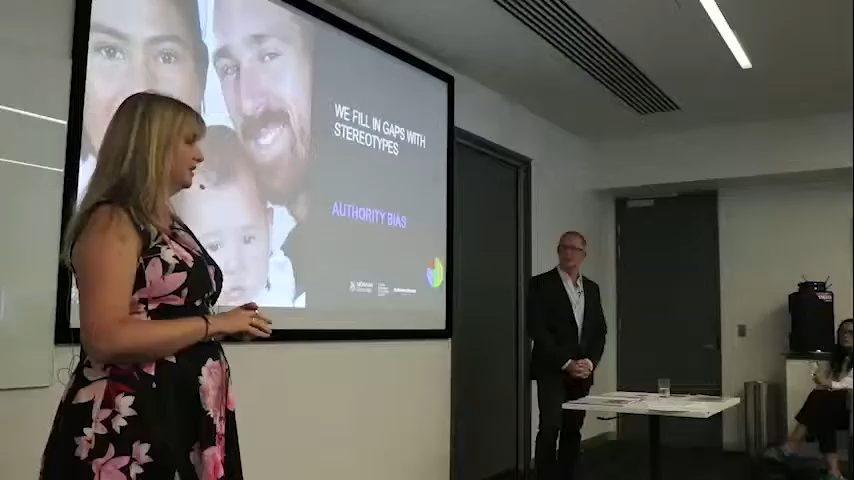 WE FILL IN GAPS WITH
STEREOTYPES
AUTHORITY BIAS